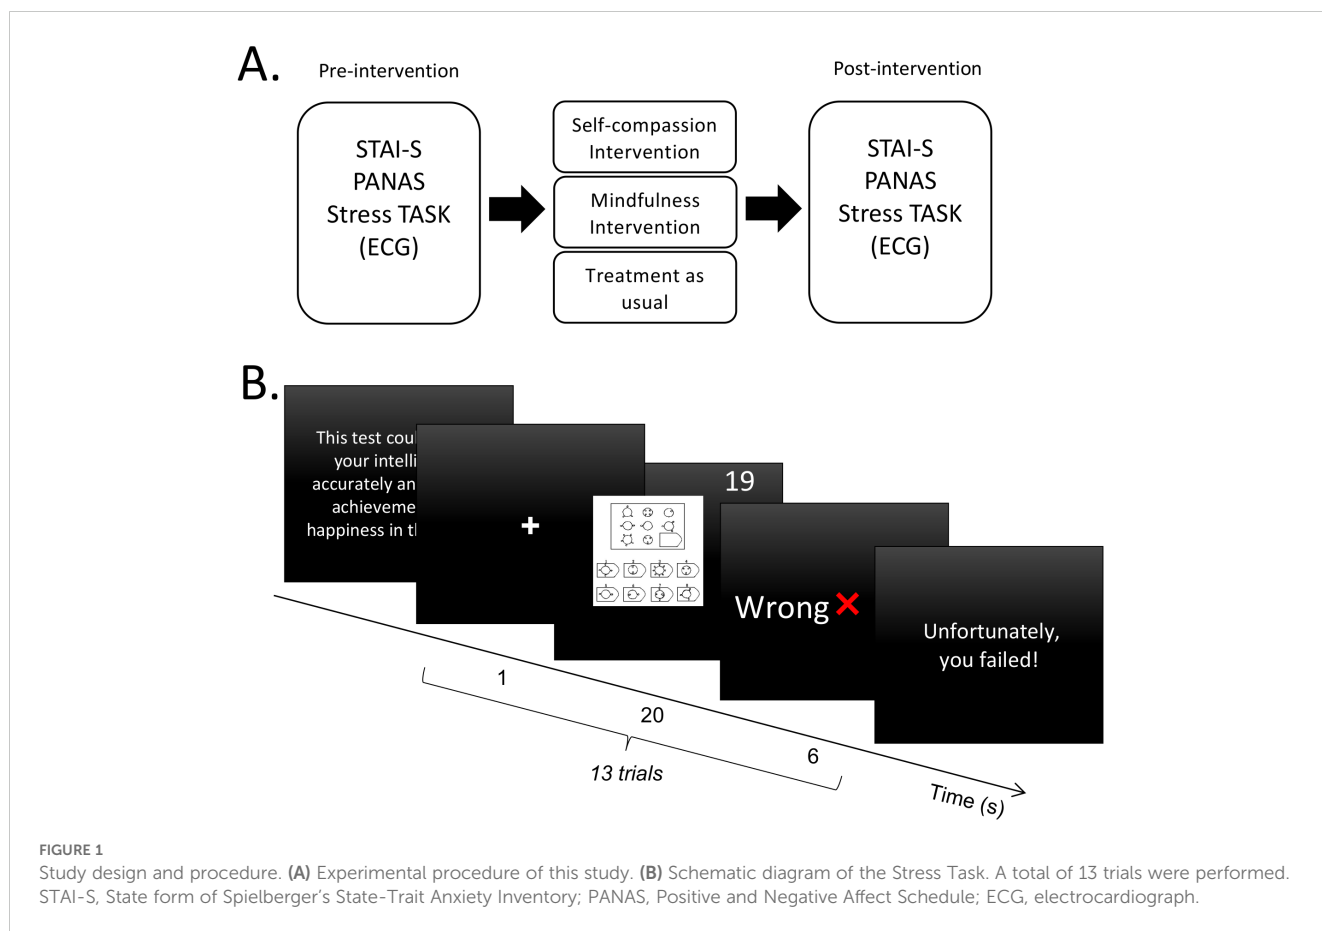 A.
Pre-intervention
Post-intervention
STAI-S
PANAS
Stress TASK
(ECG)
Self-compassion
Intervention
Mindfulness
Intervention
Treatment as
usual
STAI-S
PANAS
Stress TASK
(ECG)
B.
This test
your
accurately
happiness in
+
19
Wrong
Unfortunately,
you failed!
1
20
6
13 trials
Time (s)
FIGURE 1
Study design and procedure. (A) Experimental procedure of this study. (B) Schematic diagram of the Stress Task. A total of 13 trials were performed.
STAI-S, State form of Spielberger's State-Trait Anxiety Inventory; PANAS, Positive and Negative Affect Schedule; ECG, electrocardiograph.